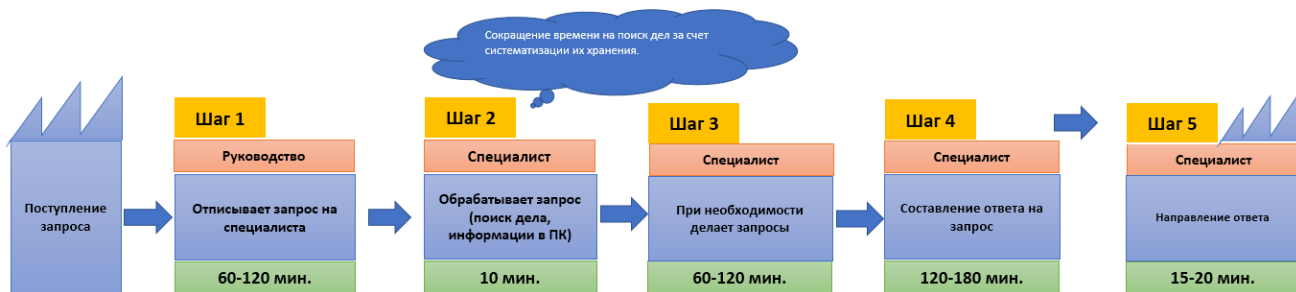 Сокращение времени на поиск дел за счет
систематизации их хранения.
Поступление
запроса
Шаг 1
Руководство
Отписывает запрос на
специалиста
60-120 мин.
Шаг 2
Специалист
Обрабатывает запрос
(поиск дела,
информации в ПК)
10 мин.
Шаг 3
Специалист
При необходимости
делает запросы
60-120 мин.
Шаг 4
Специалист
Составление ответа на
запрос
120-180 мин.
Шаг 5
Специалист
Направление ответа
15-20 мин.